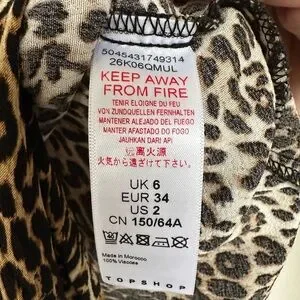 5045431749314
26K06QMUL
KEEP AWAY
FROM FIRE
TENIR ÉLOIGNÉ DU FEU
VON ZUNDQUELLEN FERNHALTEN
MANTENER ALEJADO DEL FUEGO
MANTER AFASTADO DO FOGO
JAUHKAN DARI API
远离火源
火気から遠ざけて下さい
UK 6
EUR 34
US 2
CN 150/64A
Made in Morocco
100% Viscose
TOPSHOP